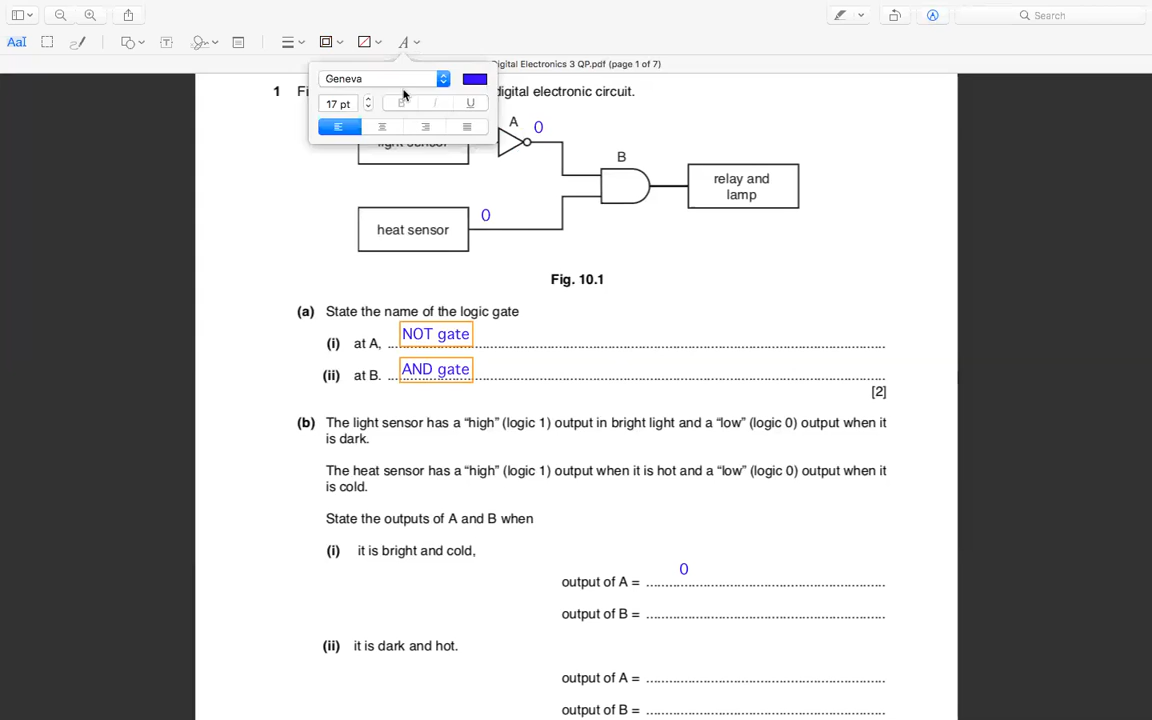 Search
AaI
A
Digital Electronics 3 QP.pdf (page 1 of 7)
Geneva
17 pt
B I U
1 Fi digital electronic circuit.
A
0
light sensor
B
relay and
lamp
0
heat sensor
Fig. 10.1
(a) State the name of the logic gate
(i) at A, NOT gate
(ii) at B. AND gate
[2]
(b) The light sensor has a “high” (logic 1) output in bright light and a “low” (logic 0) output when it
is dark.
The heat sensor has a “high” (logic 1) output when it is hot and a “low” (logic 0) output when it
is cold.
State the outputs of A and B when
(i) it is bright and cold,
output of A = 0
output of B =
(ii) it is dark and hot.
output of A =
output of B =